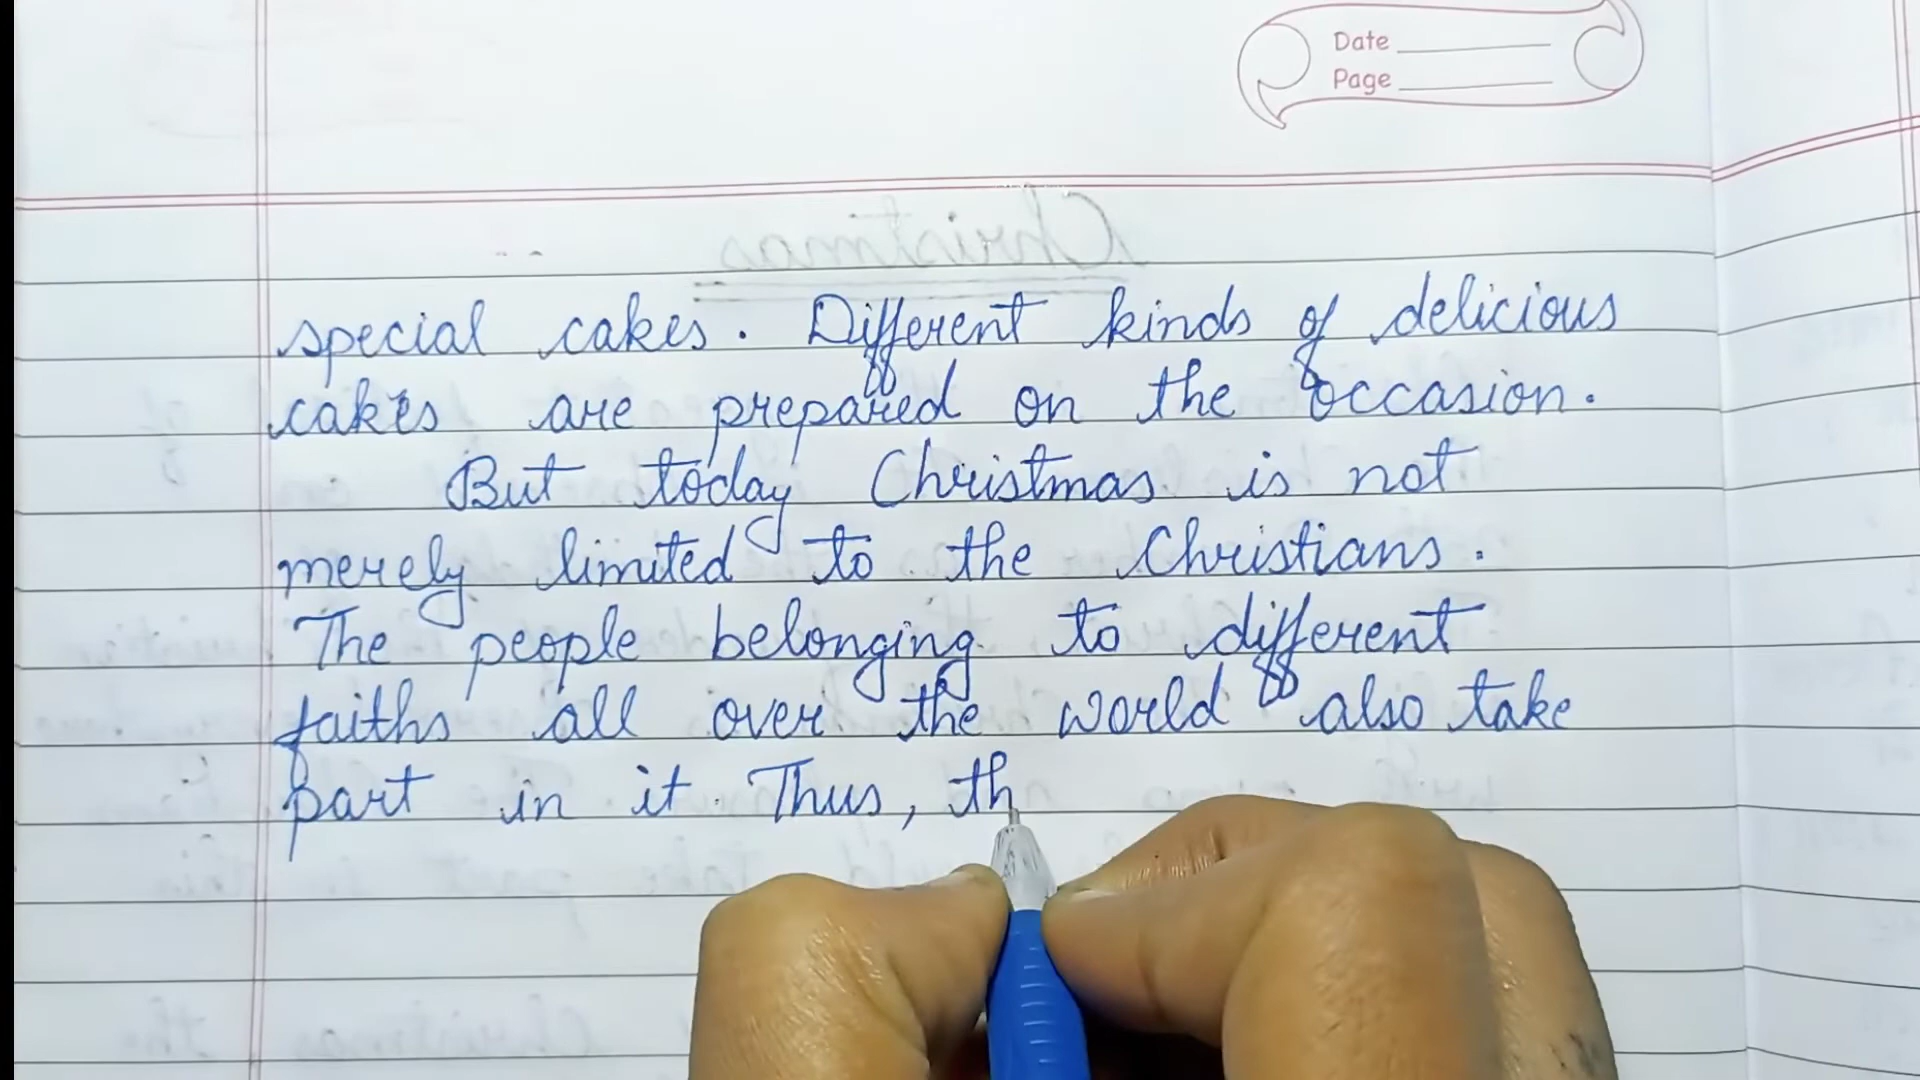 Date
Page
Christmas
special cakes. Different kinds of delicious
cakes are prepared on the occasion.
But today Christmas is not
merely limited to the Christians.
The people belonging to different
faiths all over the world also take
part in it. Thus, th